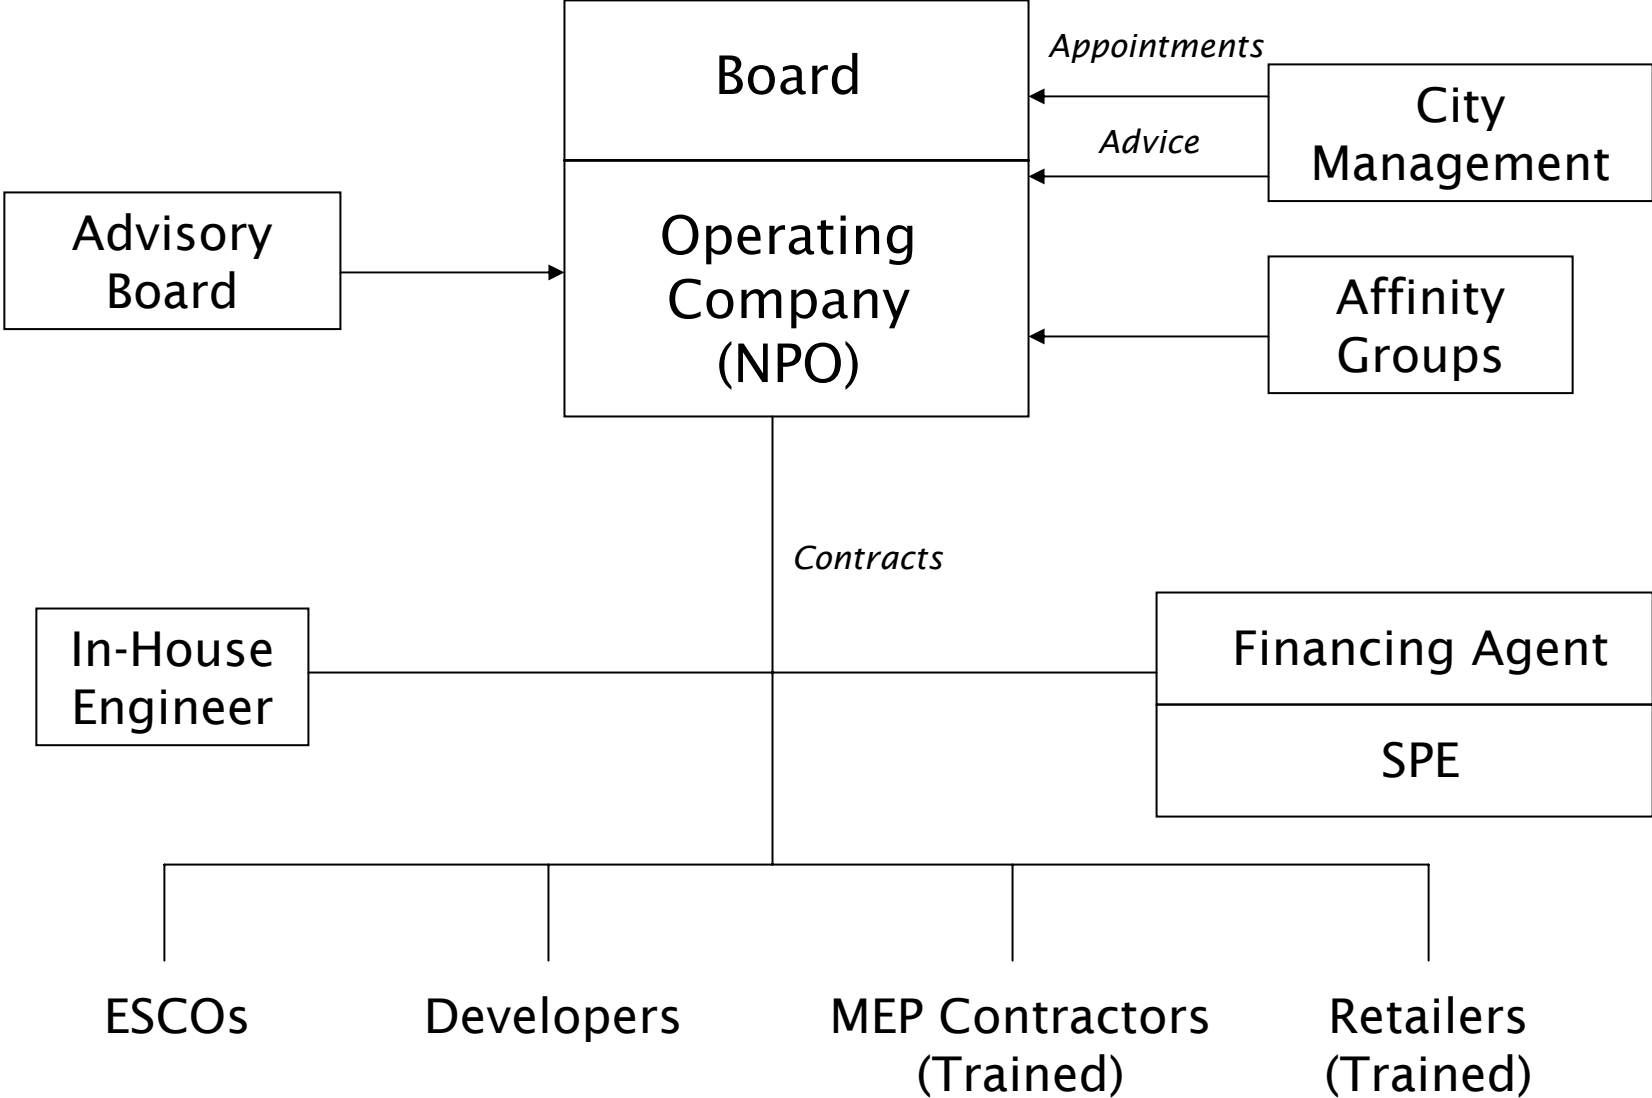 Board
Appointments
City
Management
Advice
Advisory
Board
Operating
Company
(NPO)
Affinity
Groups
Contracts
In-House
Engineer
Financing Agent
SPE
ESCOs
Developers
MEP Contractors
(Trained)
Retailers
(Trained)